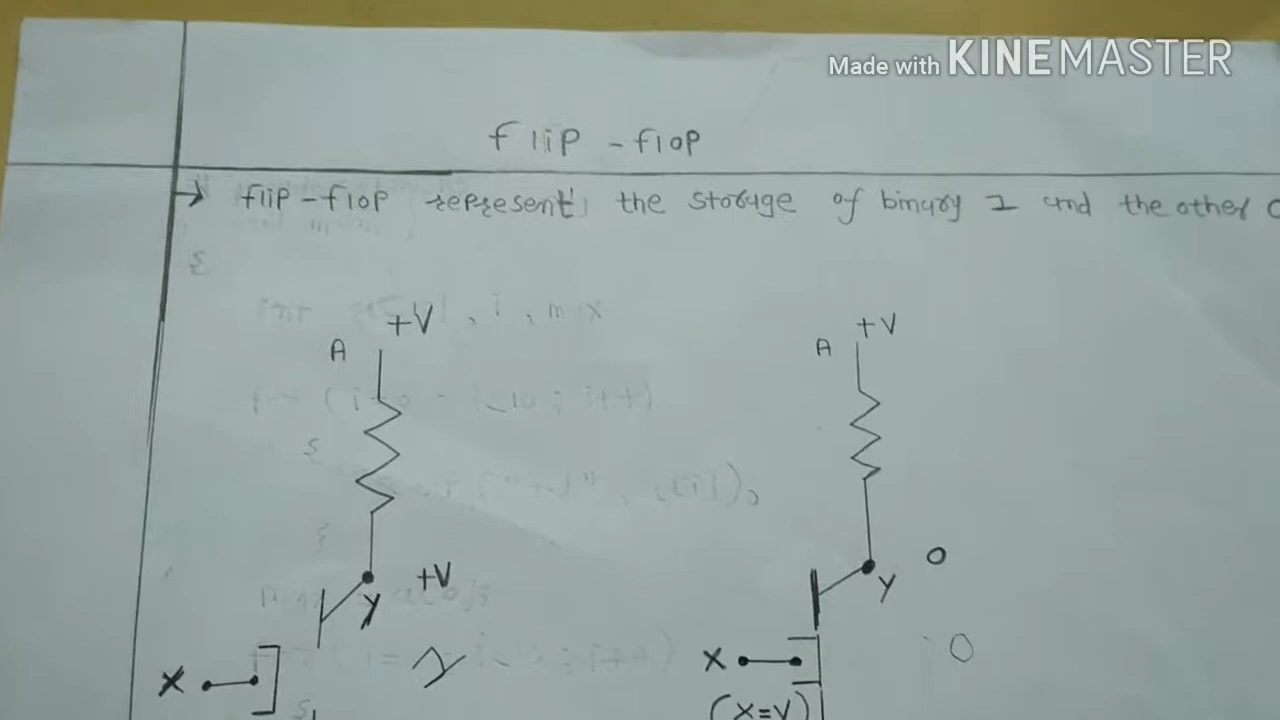 Made with KINEMASTER
flip - flop
→ flip-flop represent the storage of binary 1 and the other
+V +V
A A
+V 0
Y Y
0
X X
(X=V)